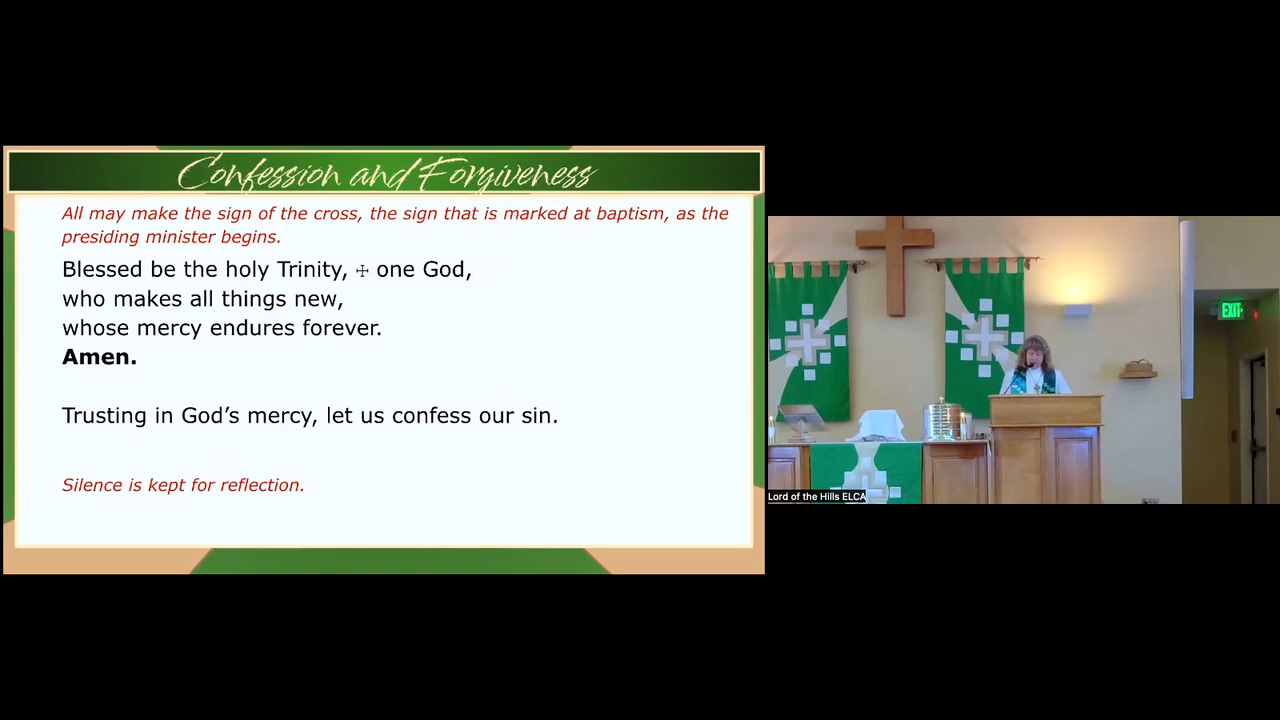 Confession and Forgiveness
All may make the sign of the cross, the sign that is marked at baptism, as the
presiding minister begins.
Blessed be the holy Trinity, ☩ one God,
who makes all things new,
whose mercy endures forever.
Amen.
Trusting in God’s mercy, let us confess our sin.
Silence is kept for reflection.
EXIT
Lord of the Hills ELCA